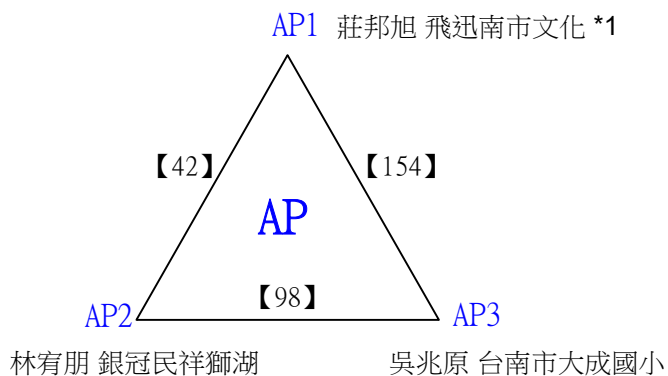 AP1 莊邦旭 飛迅南市文化 *1
【42】 【154】
AP
【98】
AP2 AP3
林宥朋 銀冠民祥獅湖 吳兆原 台南市大成國小